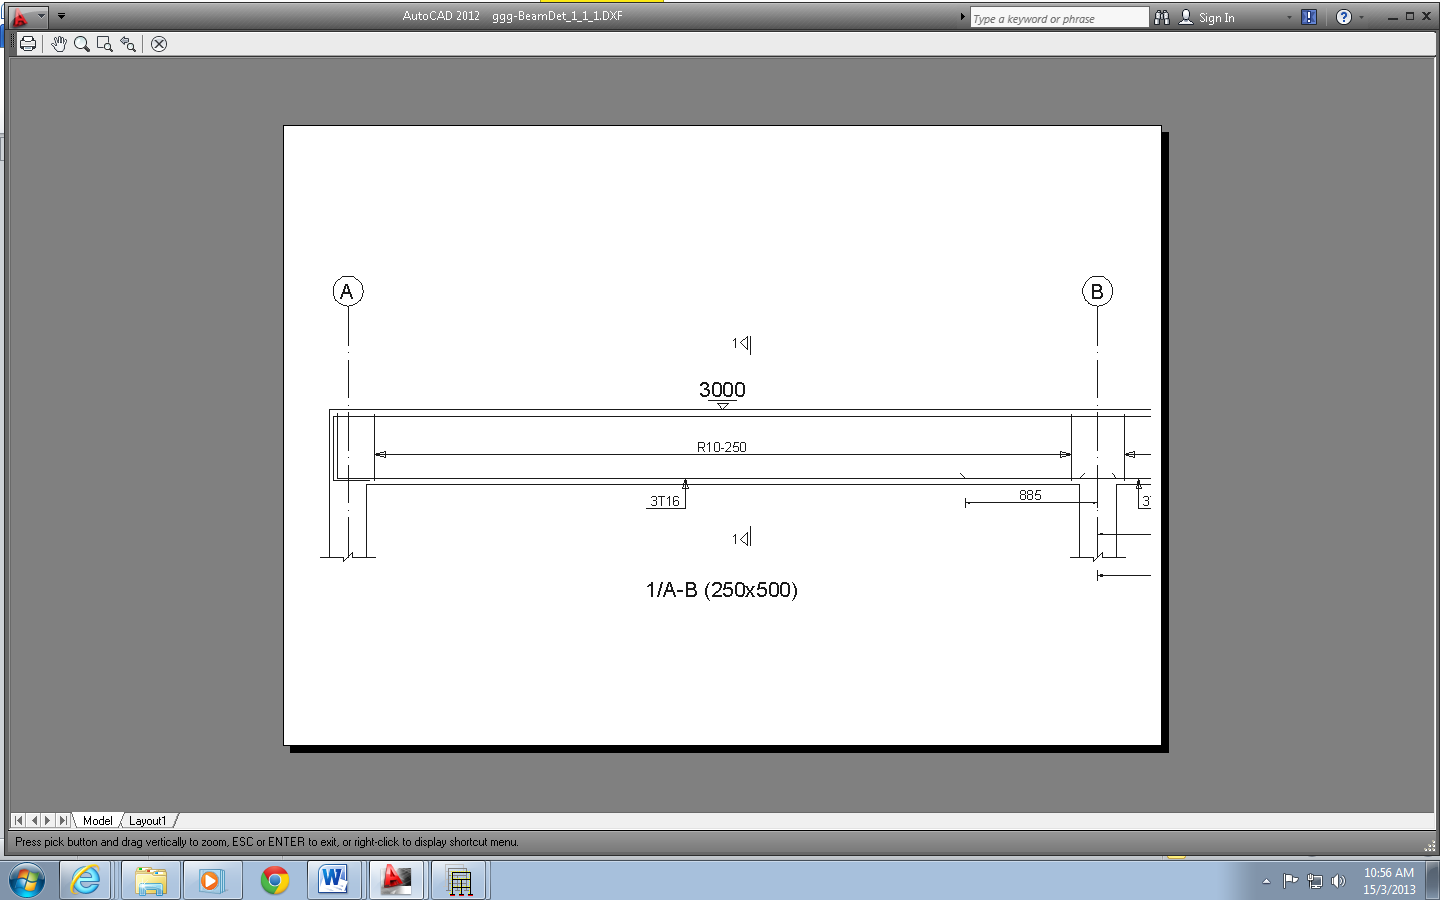 AutoCAD 2012 ggg-BeamDet_1_1_1.DXF
Type a keyword or phrase
Sign In
A
B
1
3000
R10-250
3T16
885
3
1
1/A-B (250x500)
Model
Layout1
Press pick button and drag vertically to zoom, ESC or ENTER to exit, or right-click to display shortcut menu.
10:56 AM
15/3/2013